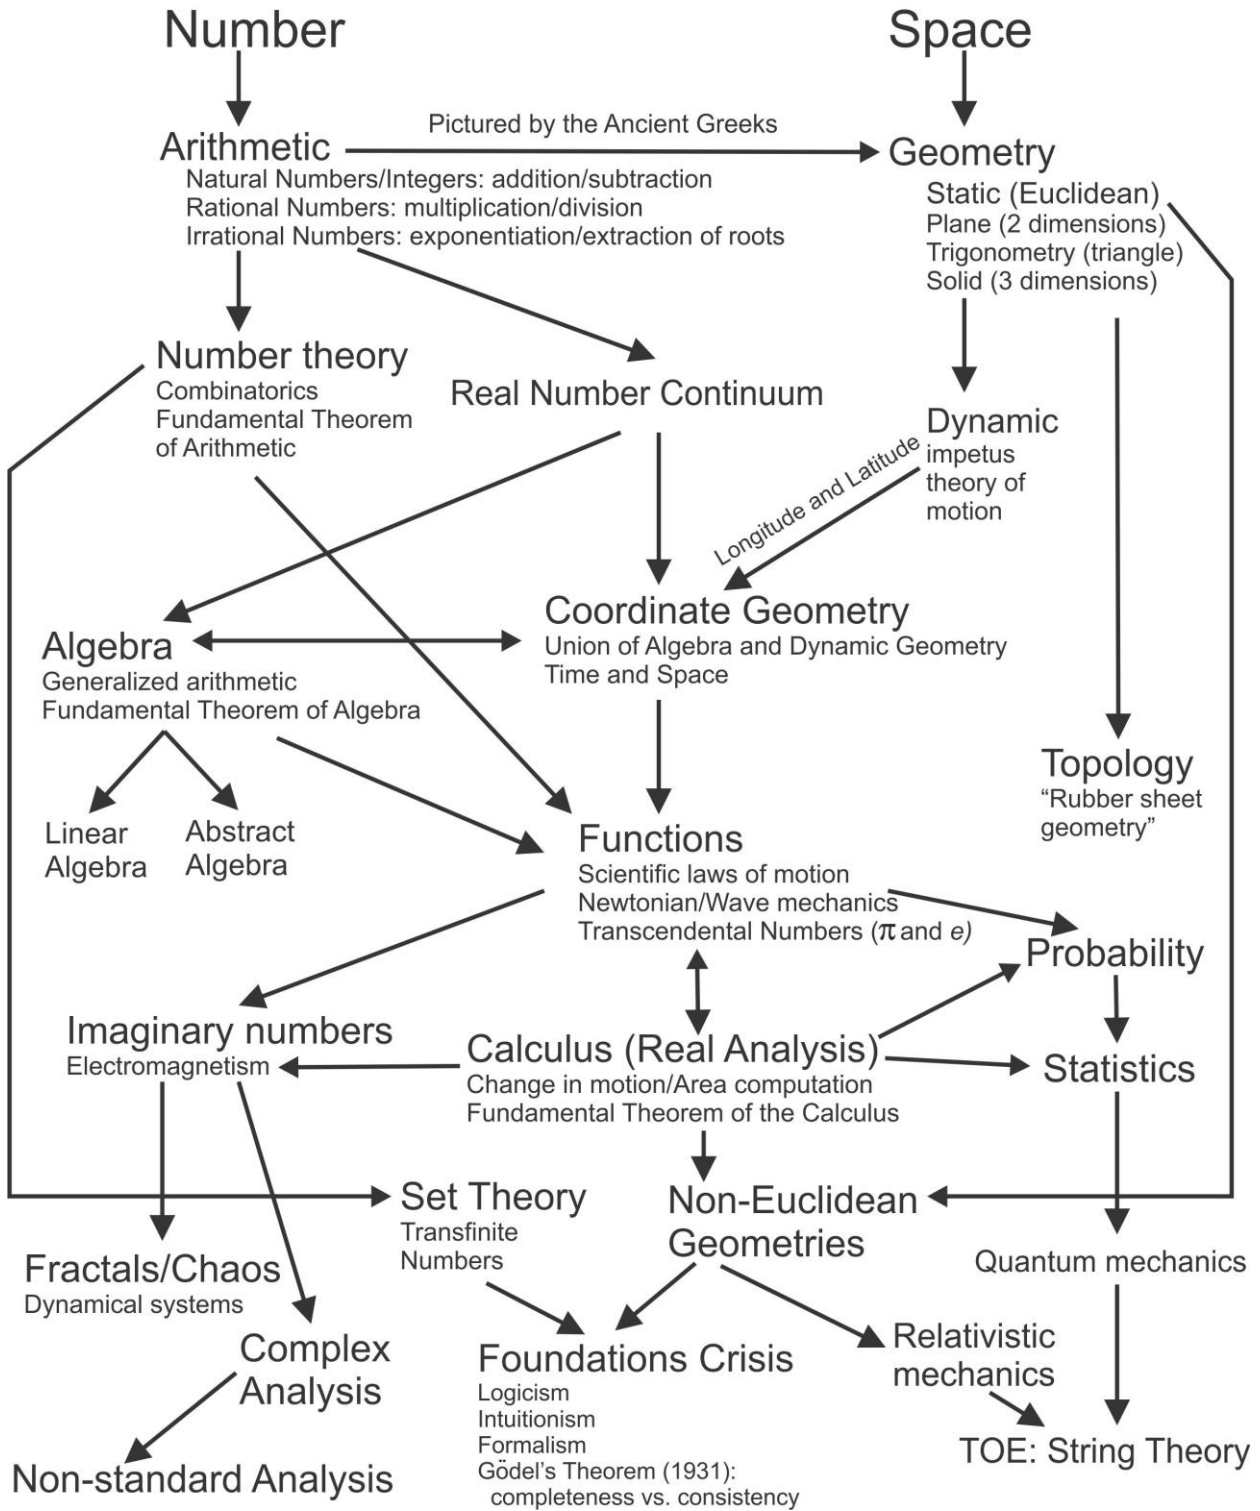 Number
Space
Pictured by the Ancient Greeks
Arithmetic
Natural Numbers/Integers: addition/subtraction
Rational Numbers: multiplication/division
Irrational Numbers: exponentiation/extraction of roots
Geometry
Static (Euclidean)
Plane (2 dimensions)
Trigonometry (triangle)
Solid (3 dimensions)
Number theory
Combinatorics
Fundamental Theorem
of Arithmetic
Real Number Continuum
Dynamic
impetus
theory of
motion
Longitude and Latitude
Algebra
Generalized arithmetic
Fundamental Theorem of Algebra
Coordinate Geometry
Union of Algebra and Dynamic Geometry
Time and Space
Topology
“Rubber sheet
geometry”
Linear
Algebra
Abstract
Algebra
Functions
Scientific laws of motion
Newtonian/Wave mechanics
Transcendental Numbers (π and e)
Probability
Imaginary numbers
Electromagnetism
Calculus (Real Analysis)
Change in motion/Area computation
Fundamental Theorem of the Calculus
Statistics
Set Theory
Transfinite
Numbers
Non-Euclidean
Geometries
Quantum mechanics
Fractals/Chaos
Dynamical systems
Complex
Analysis
Foundations Crisis
Logicism
Intuitionism
Formalism
Gödel’s Theorem (1931):
completeness vs. consistency
Relativistic
mechanics
TOE: String Theory
Non-standard Analysis